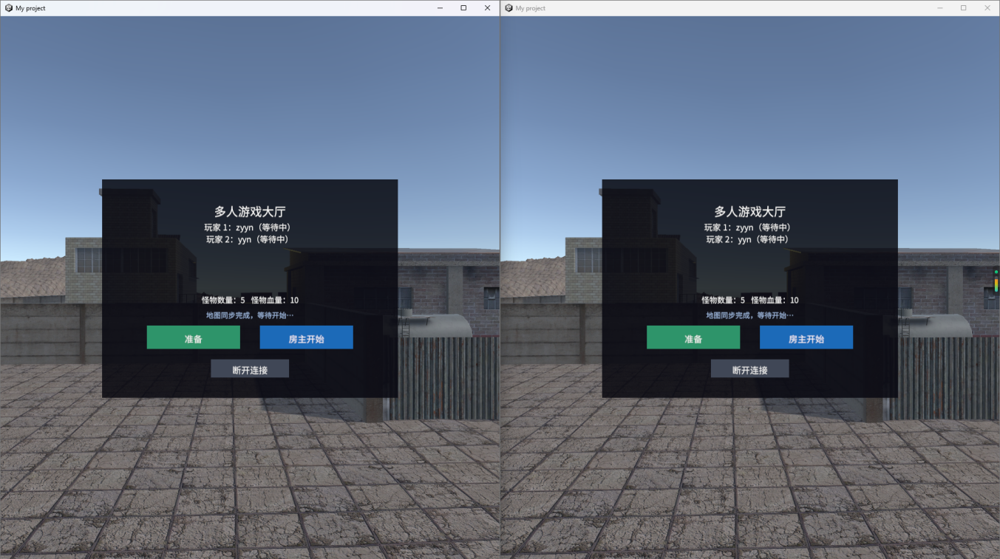 My project
多人游戏大厅
玩家 1：zyyn（等待中）
玩家 2：yyn（等待中）
怪物数量：5 怪物血量：10
地图同步完成，等待开始…
准备 房主开始
断开连接
My project
多人游戏大厅
玩家 1：zyyn（等待中）
玩家 2：yyn（等待中）
怪物数量：5 怪物血量：10
地图同步完成，等待开始…
准备 房主开始
断开连接